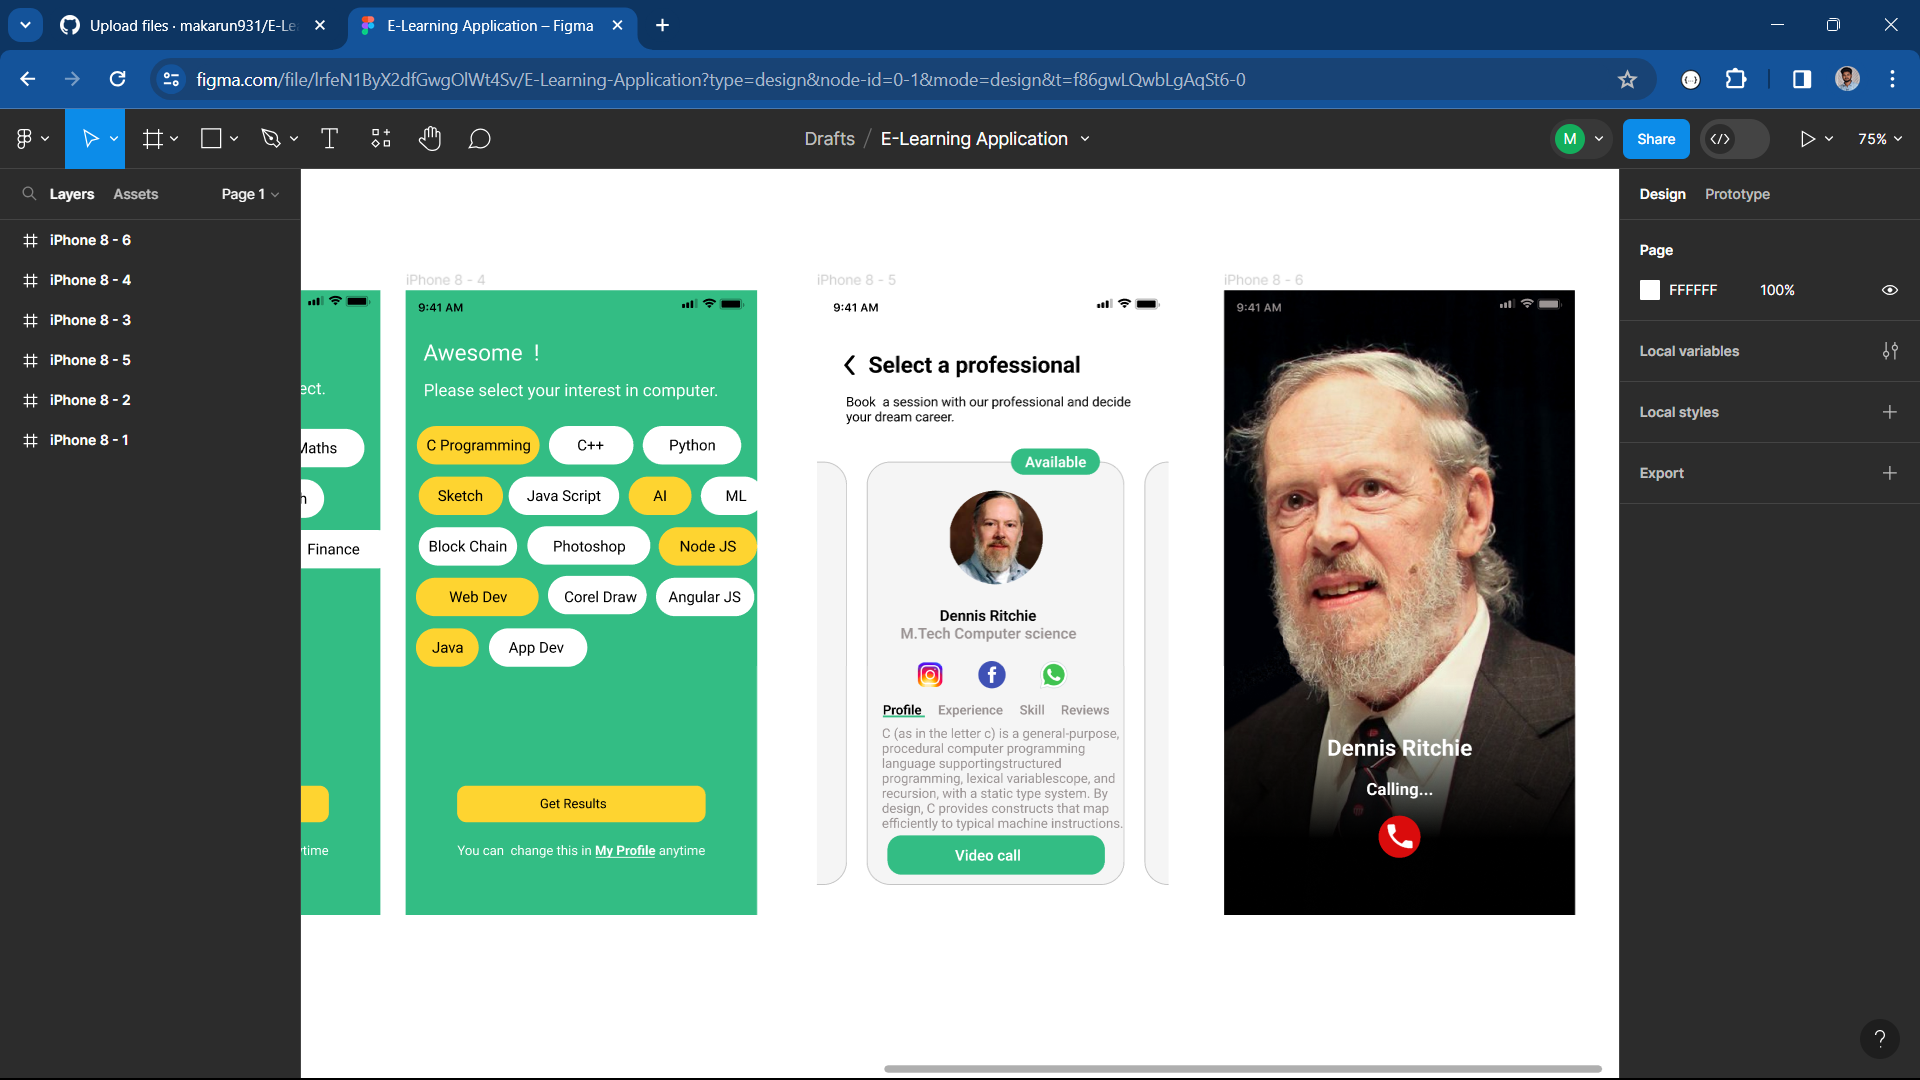 Upload files · makarun931/E-Le
E-Learning Application – Figma
figma.com/file/lrfeN1ByX2dfGwgOlWt4Sv/E-Learning-Application?type=design&node-id=0-1&mode=design&t=f86gwLQwbLgAqSt6-0
Drafts / E-Learning Application
M
Share
75%
Layers Assets Page 1
iPhone 8 - 6
iPhone 8 - 4
iPhone 8 - 3
iPhone 8 - 5
iPhone 8 - 2
iPhone 8 - 1
ect.
Maths
h
Finance
time
iPhone 8 - 4
9:41 AM
Awesome !
Please select your interest in computer.
C Programming C++ Python
Sketch Java Script AI ML
Block Chain Photoshop Node JS
Web Dev Corel Draw Angular JS
Java App Dev
Get Results
You can change this in My Profile anytime
iPhone 8 - 5
9:41 AM
Select a professional
Book a session with our professional and decide
your dream career.
Available
Dennis Ritchie
M.Tech Computer science
Profile Experience Skill Reviews
C (as in the letter c) is a general-purpose,
procedural computer programming
language supportingstructured
programming, lexical variablescope, and
recursion, with a static type system. By
design, C provides constructs that map
efficiently to typical machine instructions.
Video call
iPhone 8 - 6
9:41 AM
Dennis Ritchie
Calling...
Design Prototype
Page
FFFFFF 100%
Local variables
Local styles
Export
?